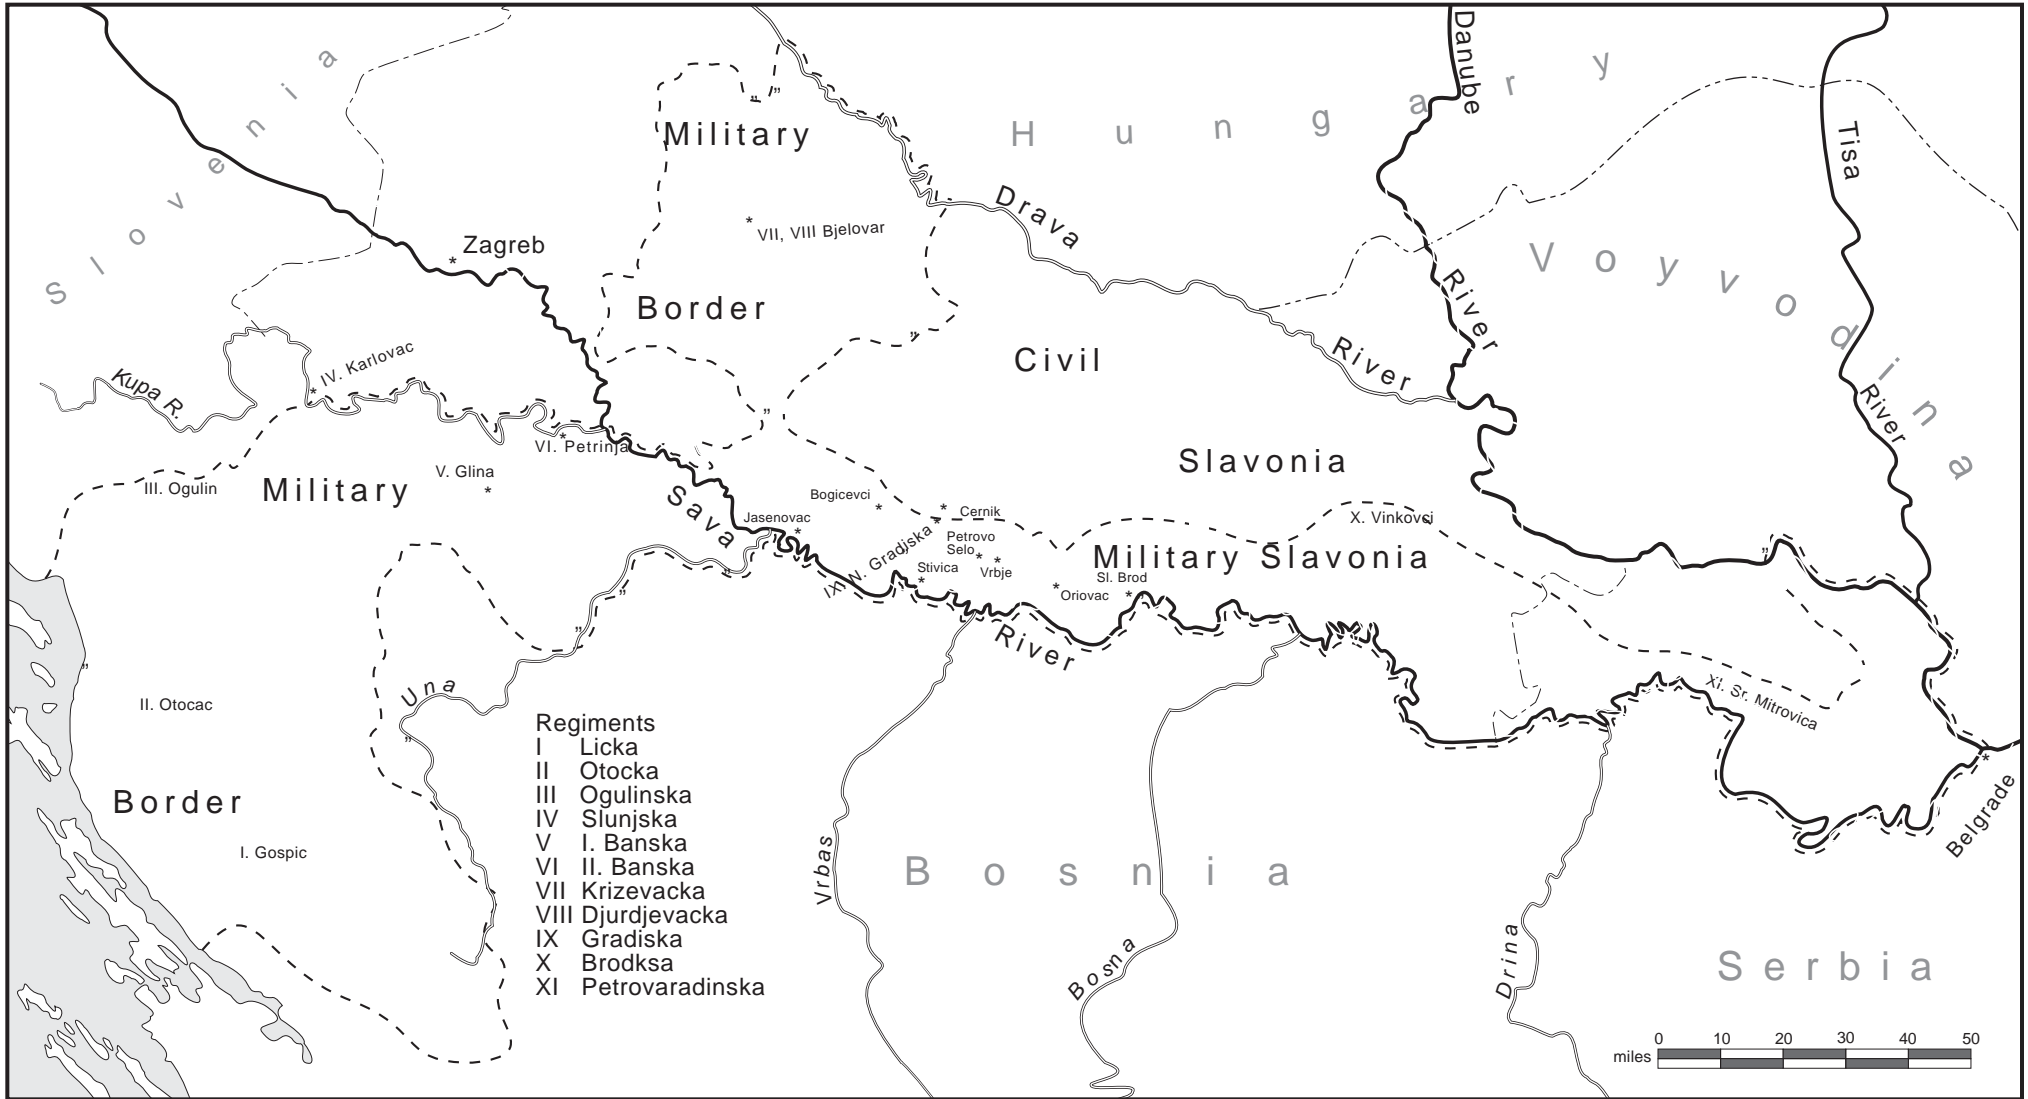 Slovenia
Hungary
Voyvodina
Danube
River
Tisa
River
Military
Border
VII, VIII Bjelovar
Drava
River
Zagreb
Civil
Slavonia
Kupa R.
IV. Karlovac
VI. Petrinja
V. Glina
III. Ogulin
Military
Border
II. Otocac
I. Gospic
Sava
River
Jasenovac
Bogicevci
Cernik
IX, N. Gradjska
Petrovo
Selo
Vrbje
Stivica
Oriovac
Sl. Brod
Military Slavonia
X. Vinkovci
Xi. Sr. Mitrovica
Belgrade
Una
Vrbas
Bosna
Drina
Bosnia
Serbia
Regiments
I Licka
II Otocka
III Ogulinska
IV Slunjska
V I. Banska
VI II. Banska
VII Krizevacka
VIII Djurdjevacka
IX Gradiska
X Brodksa
XI Petrovaradinska
0 10 20 30 40 50
miles